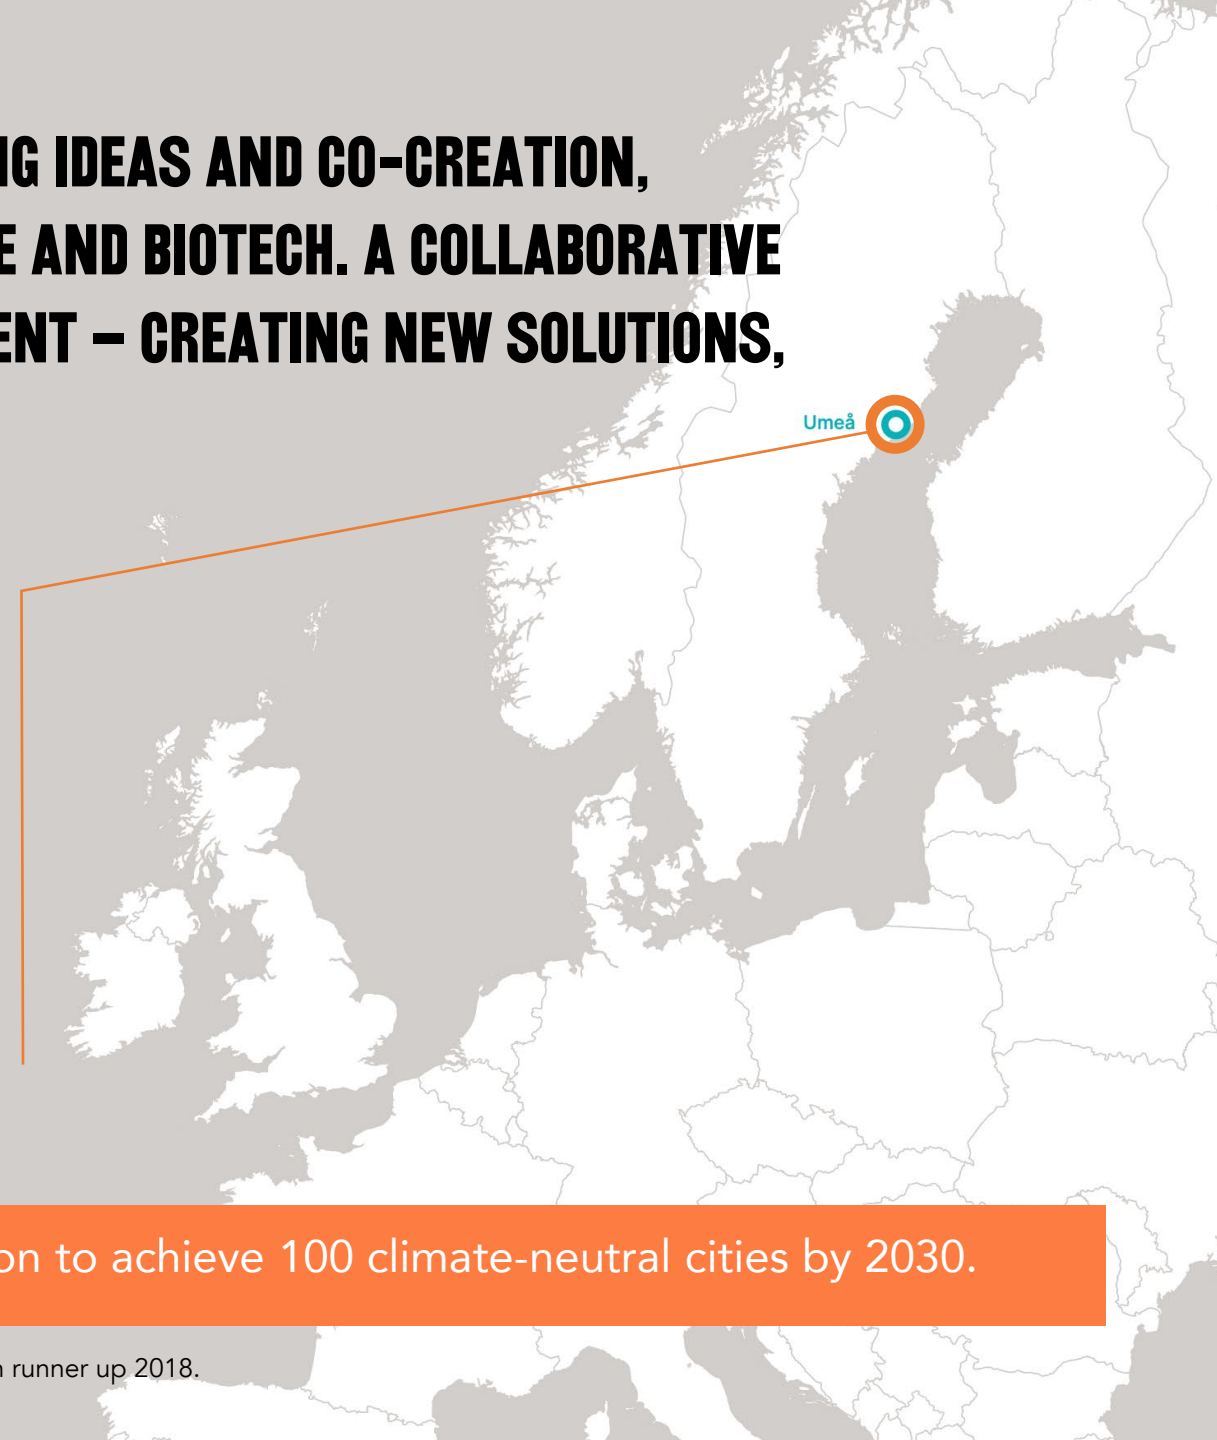 NG IDEAS AND CO-CREATION,
E AND BIOTECH. A COLLABORATIVE
ENT – CREATING NEW SOLUTIONS,
Umeå
on to achieve 100 climate-neutral cities by 2030.
n runner up 2018.